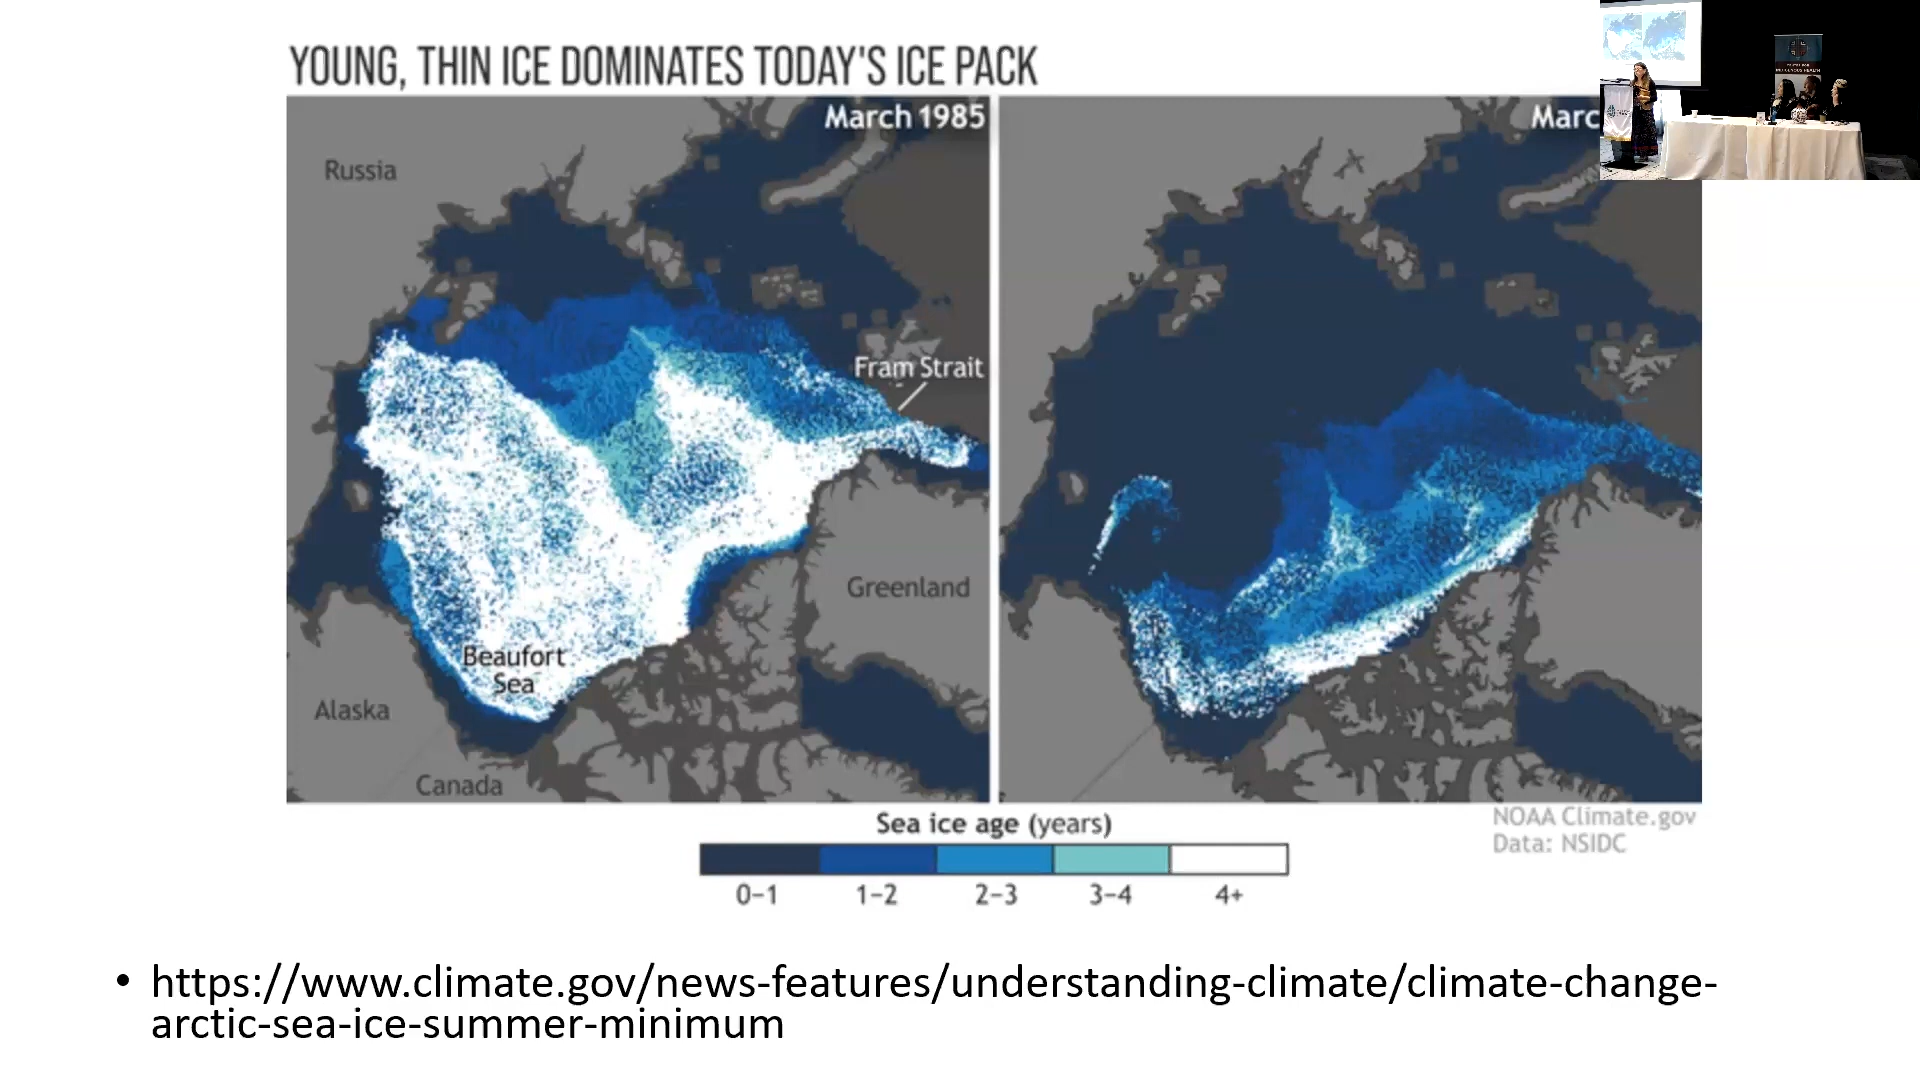 YOUNG, THIN ICE DOMINATES TODAY'S ICE PACK
March 1985
Marc
Russia
Fram Strait
Greenland
Beaufort
Sea
Alaska
Canada
NOAA Climate.gov
Data: NSIDC
Sea ice age (years)
0–1 1–2 2–3 3–4 4+
• https://www.climate.gov/news-features/understanding-climate/climate-change-
arctic-sea-ice-summer-minimum